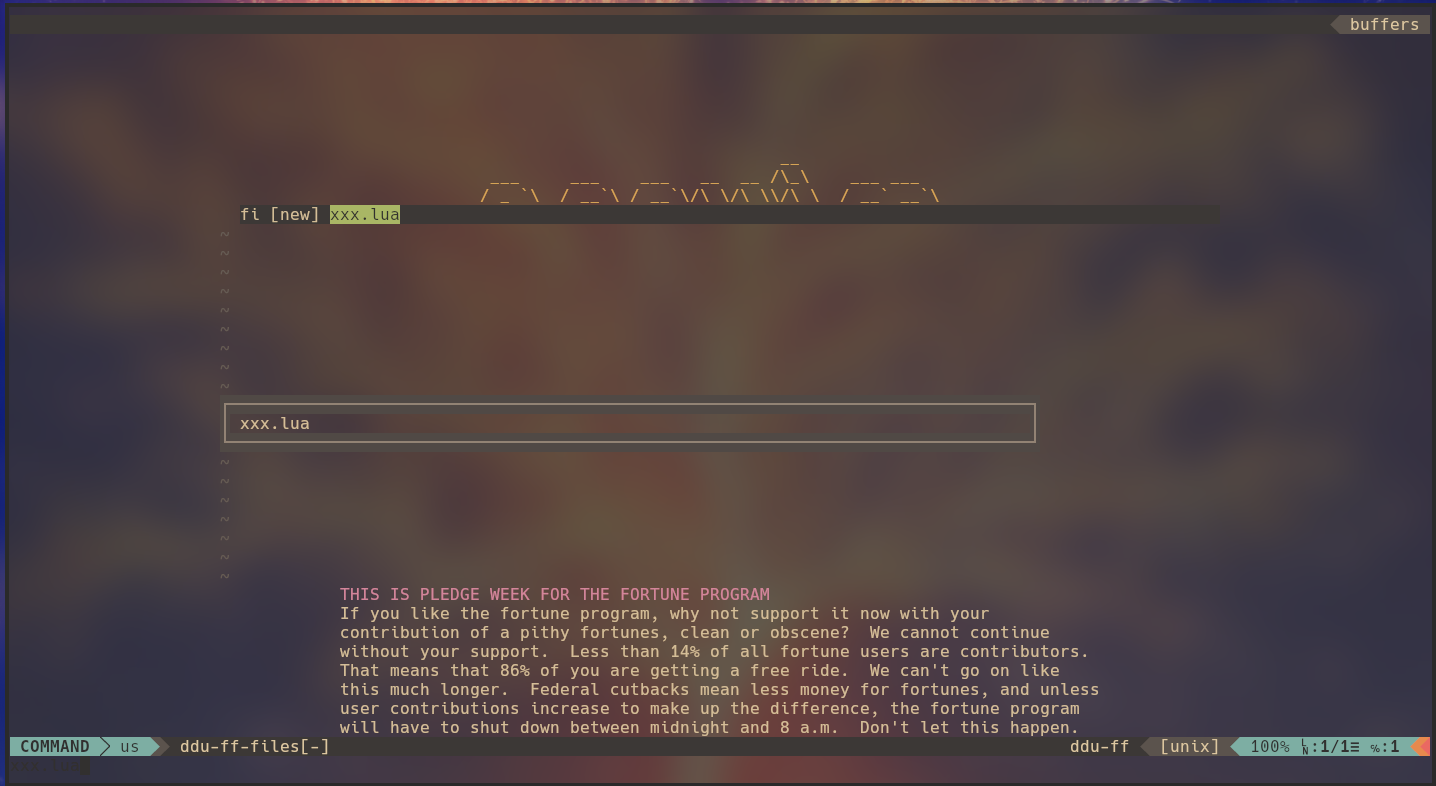 buffers
fi [new] xxx.lua
xxx.lua
THIS IS PLEDGE WEEK FOR THE FORTUNE PROGRAM
If you like the fortune program, why not support it now with your
contribution of a pithy fortunes, clean or obscene?  We cannot continue
without your support.  Less than 14% of all fortune users are contributors.
That means that 86% of you are getting a free ride.  We can't go on like
this much longer.  Federal cutbacks mean less money for fortunes, and unless
user contributions increase to make up the difference, the fortune program
will have to shut down between midnight and 8 a.m.  Don't let this happen.
COMMAND us ddu-ff-files[-] ddu-ff [unix] 100% LN:1/1≡ ℅:1